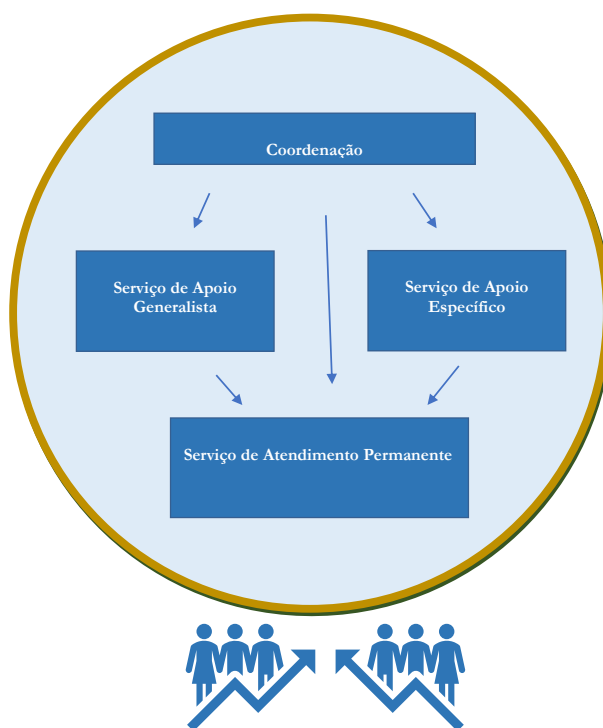 Coordenação
Serviço de Apoio
Generalista
Serviço de Apoio
Específico
Serviço de Atendimento Permanente